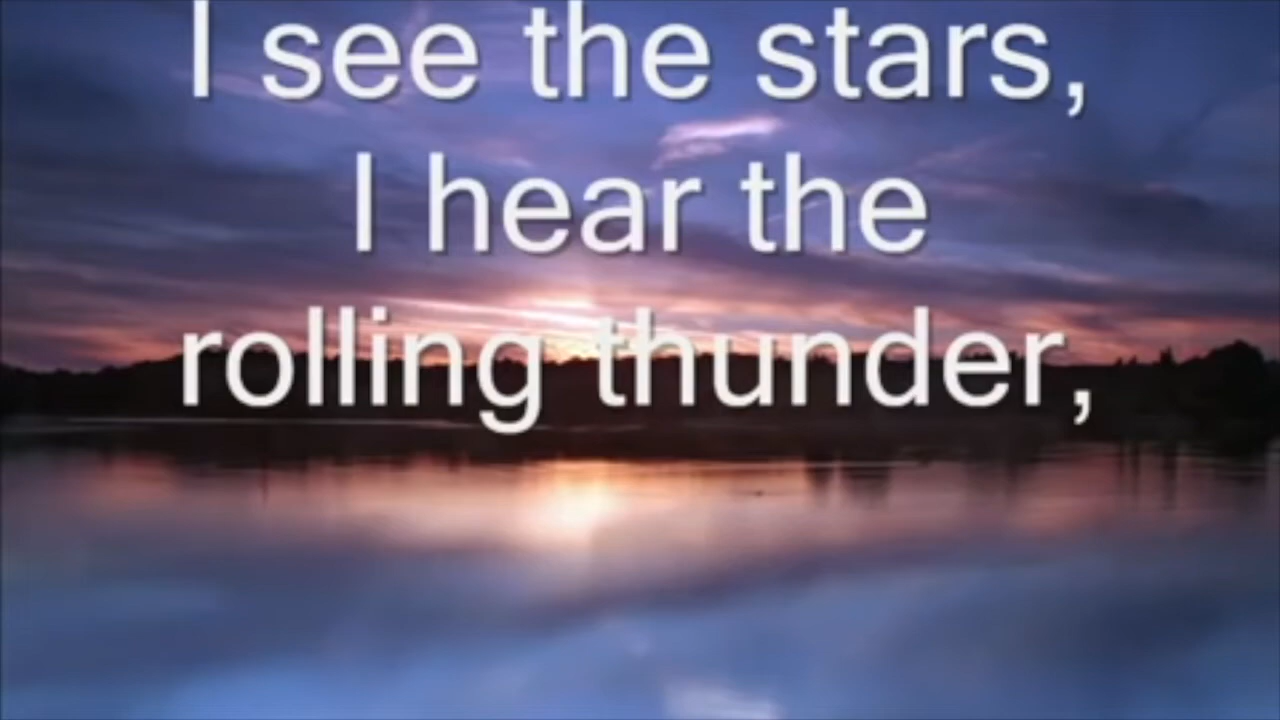 I see the stars,
I hear the
rolling thunder,